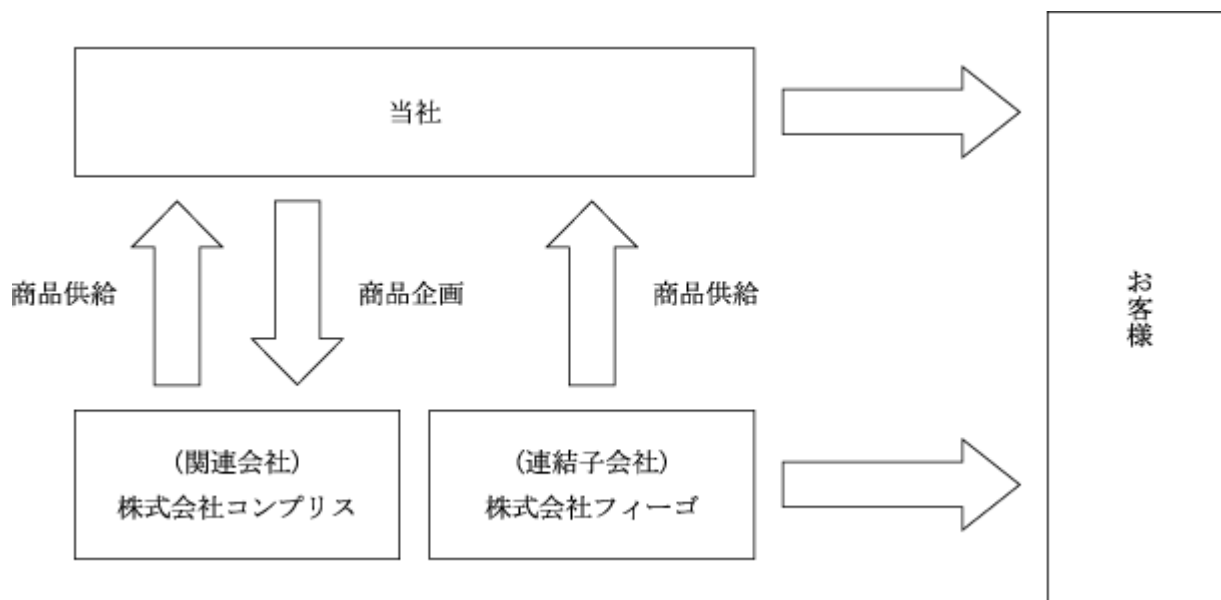 当社
商品供給
商品企画
商品供給
お客様
(関連会社)
株式会社コンプリス
(連結子会社)
株式会社フィーゴ